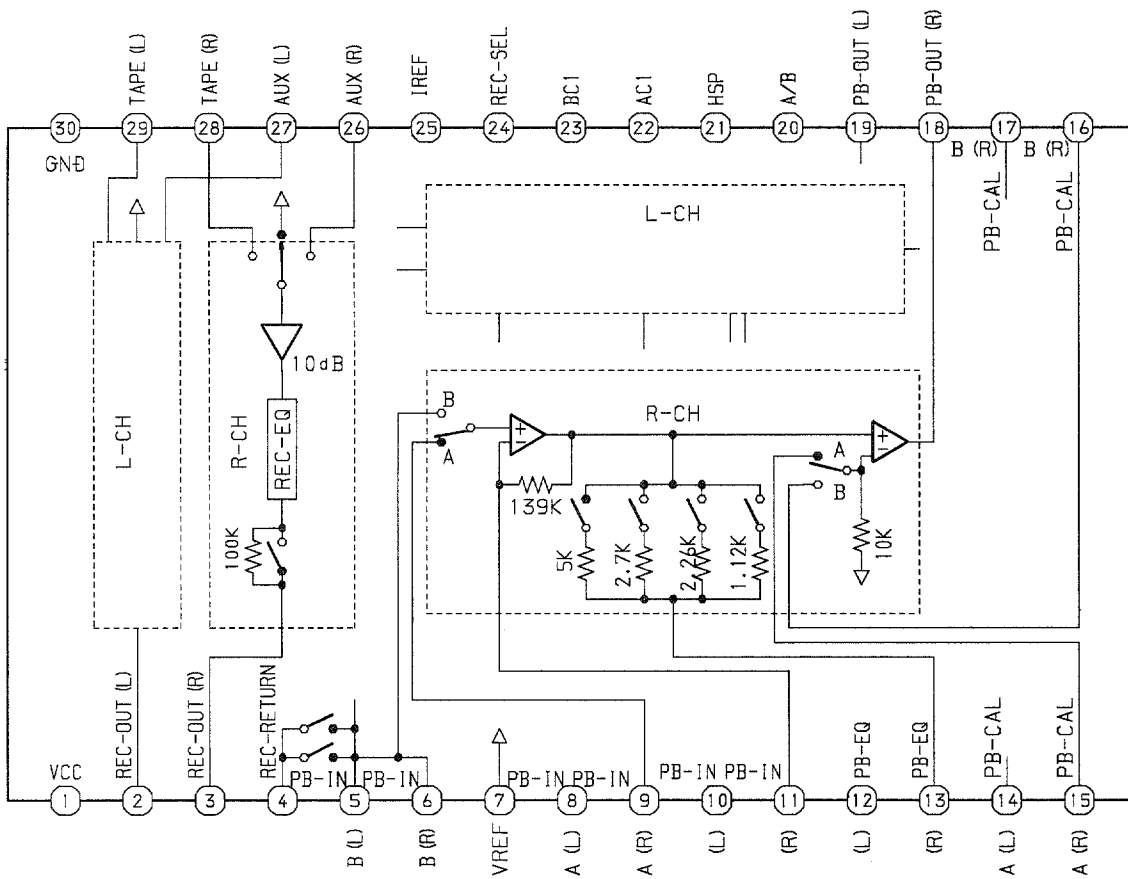 TAPE (L)
TAPE (R)
AUX (L)
AUX (R)
IREF
REC-SEL
BC1
AC1
HSP
A/B
PB-OUT (L)
PB-OUT (R)
30
29
28
27
26
25
24
23
22
21
20
19
18
17
16
GND
B (R)
B (R)
PB-CAL
PB-CAL
L-CH
10dB
L-CH
R-CH
REC-EQ
100K
B
A
+
-
R-CH
139K
5K
2.7K
2.26K
1.12K
A
B
+
-
10K
VCC
REC-OUT (L)
REC-OUT (R)
REC-RETURN
PB-IN
PB-IN
PB-IN
PB-IN
PB-IN
PB-IN
PB-EQ
PB-EQ
PB-CAL
PB-CAL
1
2
3
4
5
6
7
8
9
10
11
12
13
14
15
B (L)
B (R)
VREF
A (L)
A (R)
(L)
(R)
(L)
(R)
A (L)
A (R)